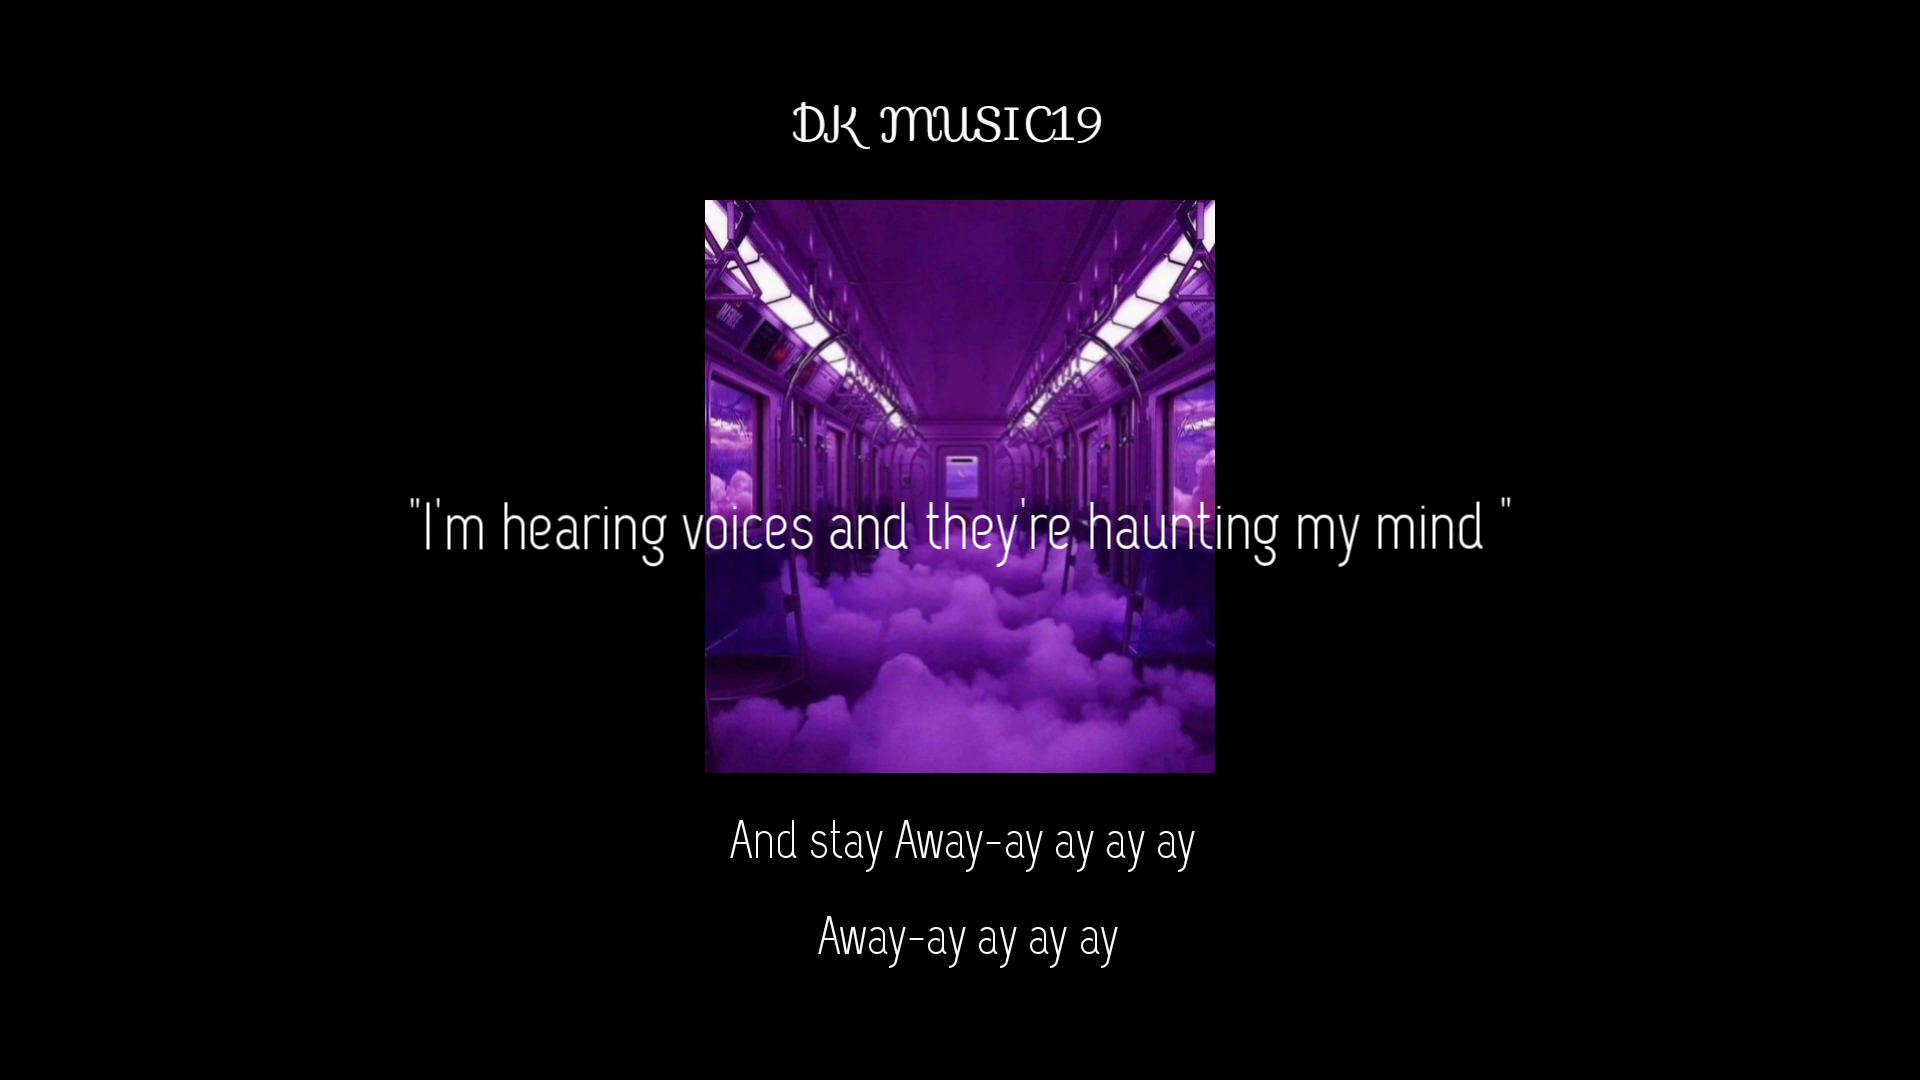 DK MUSIC19
"I'm hearing voices and they're haunting my mind "
And stay Away-ay ay ay ay
Away-ay ay ay ay